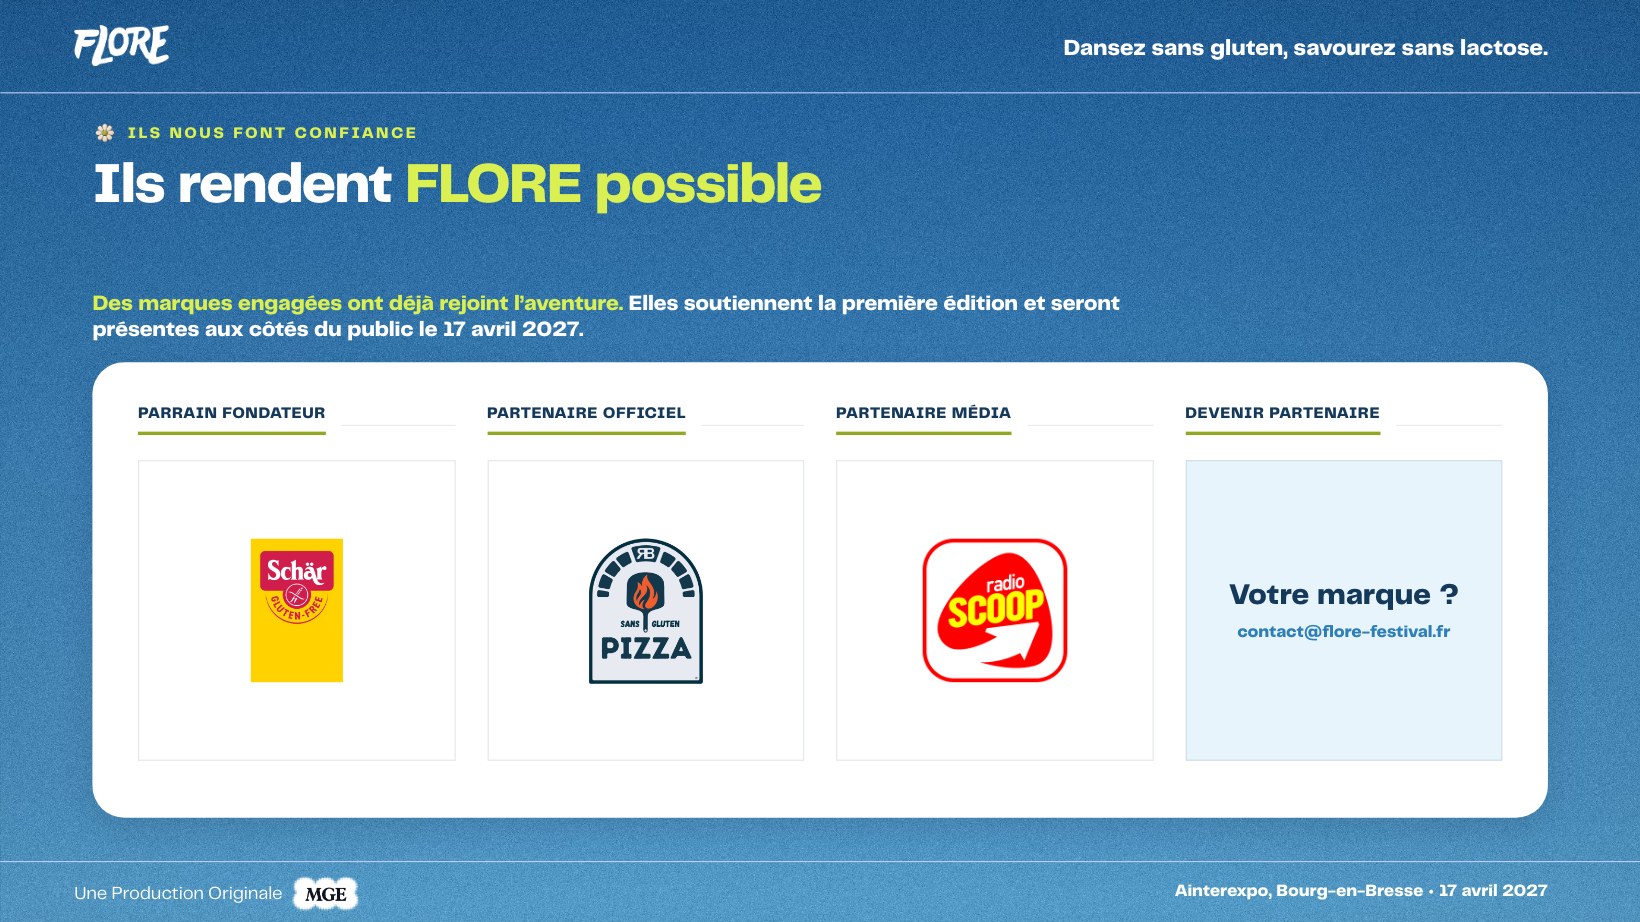 FLORE
Dansez sans gluten, savourez sans lactose.
ILS NOUS FONT CONFIANCE
Ils rendent FLORE possible
Des marques engagées ont déjà rejoint l’aventure. Elles soutiennent la première édition et seront
présentes aux côtés du public le 17 avril 2027.
PARRAIN FONDATEUR
Schär
GLUTEN-FREE
PARTENAIRE OFFICIEL
RB
SANS GLUTEN
PIZZA
PARTENAIRE MÉDIA
radio
SCOOP
DEVENIR PARTENAIRE
Votre marque ?
contact@flore-festival.fr
Une Production Originale MGE
Ainterexpo, Bourg-en-Bresse • 17 avril 2027